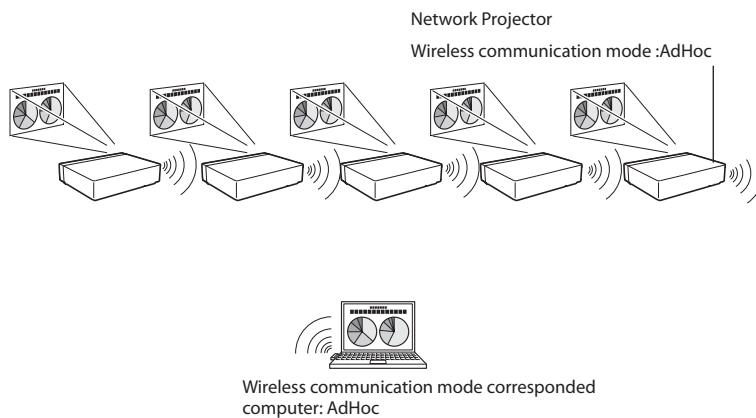 Network Projector
Wireless communication mode :AdHoc
Wireless communication mode corresponded
computer: AdHoc